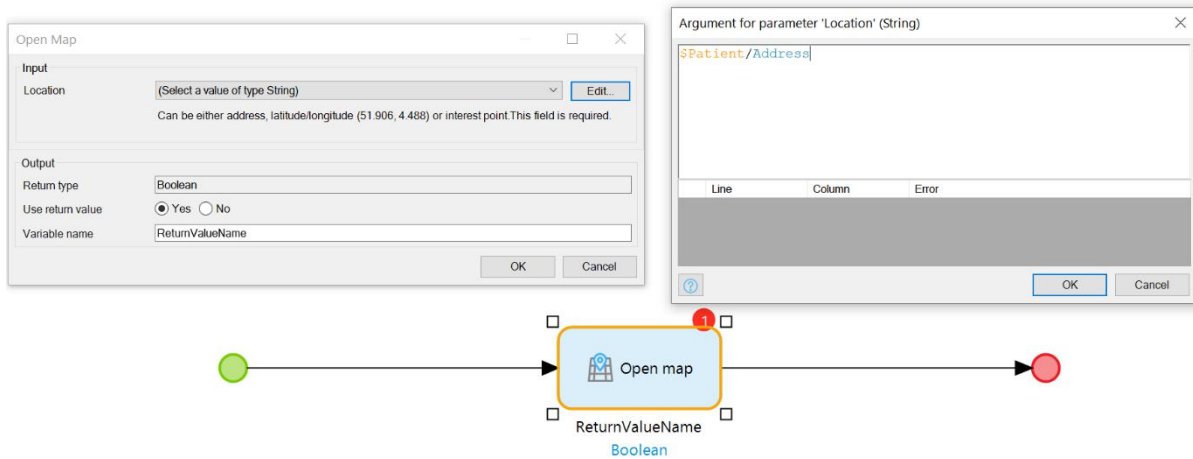 Open Map
Input
Location (Select a value of type String) Edit...
Can be either address, latitude/longitude (51.906, 4.488) or interest point.This field is required.
Output
Return type Boolean
Use return value Yes No
Variable name ReturnValueName
OK Cancel
Argument for parameter 'Location' (String)
$Patient/Address
Line Column Error
? OK Cancel
1
Open map
ReturnValueName
Boolean